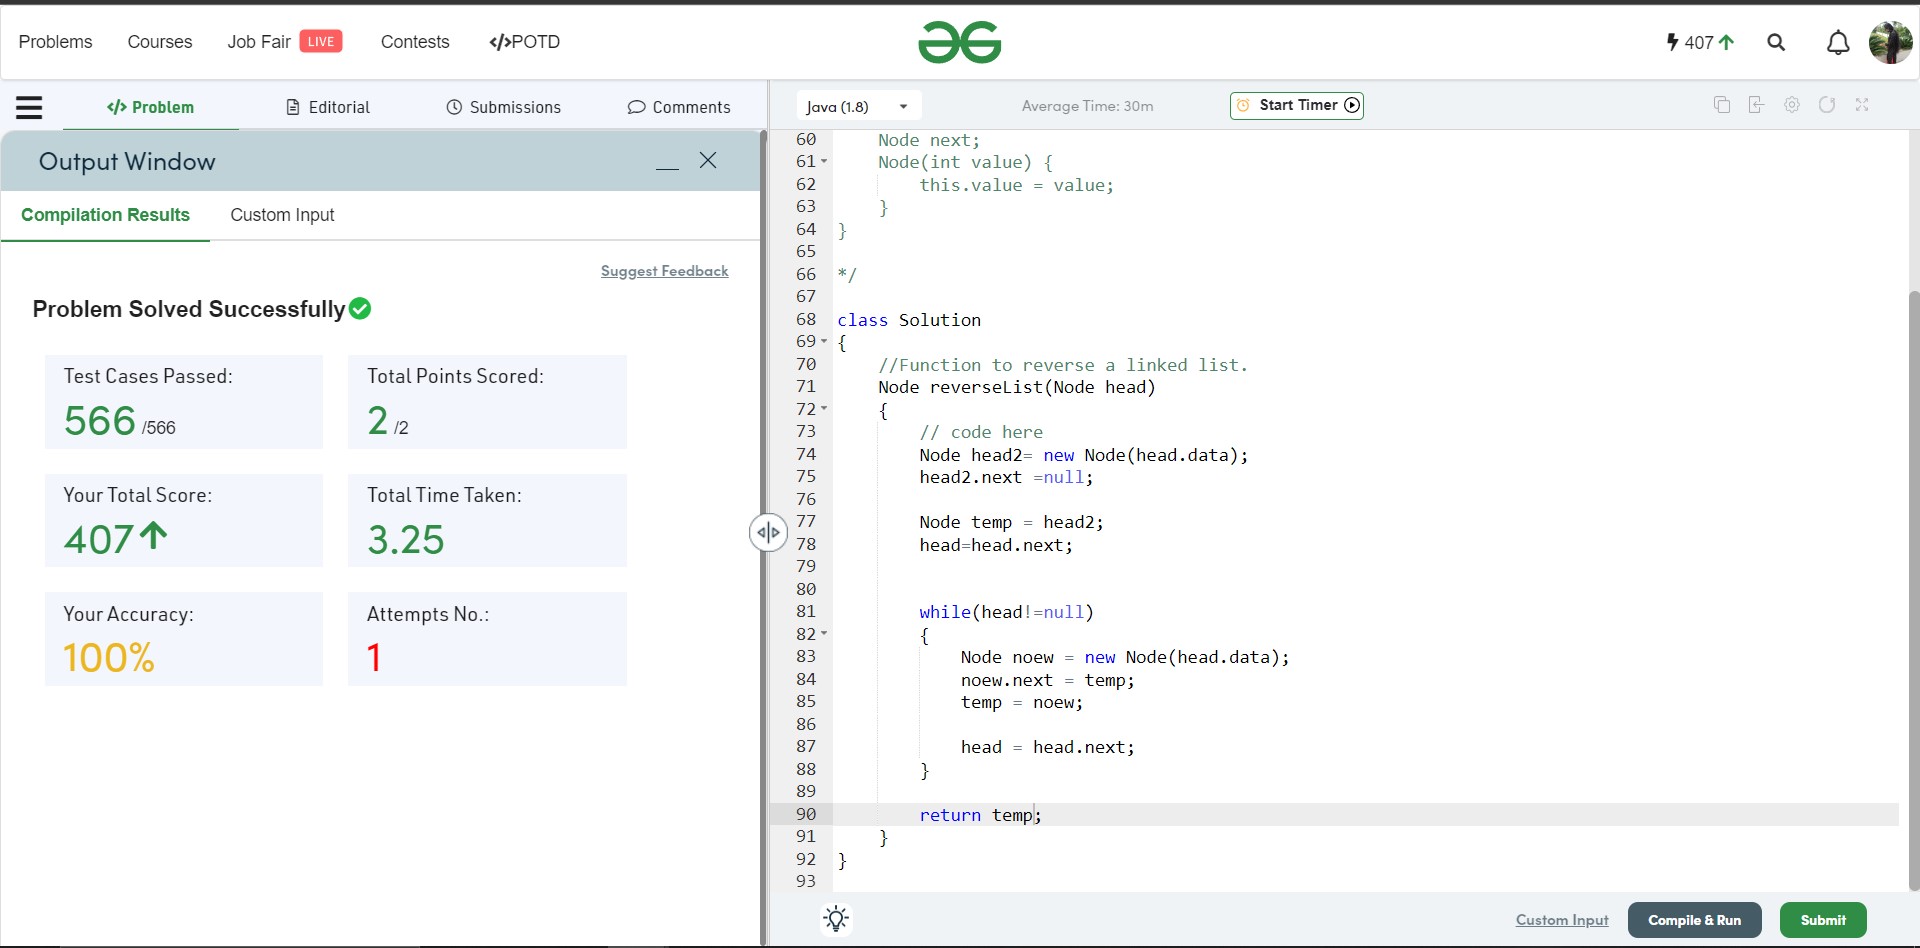 Problems Courses Job Fair LIVE Contests </>POTD 407
</> Problem Editorial Submissions Comments
Output Window
Compilation Results Custom Input
Suggest Feedback
Problem Solved Successfully
Test Cases Passed: Total Points Scored:
566 /566 2 /2
Your Total Score: Total Time Taken:
407 3.25
Your Accuracy: Attempts No.:
100% 1
Java (1.8) Average Time: 30m Start Timer
60 Node next;
61 Node(int value) {
62 this.value = value;
63 }
64 }
65
66 */
67
68 class Solution
69 {
70 //Function to reverse a linked list.
71 Node reverseList(Node head)
72 {
73 // code here
74 Node head2= new Node(head.data);
75 head2.next =null;
76
77 Node temp = head2;
78 head=head.next;
79
80
81 while(head!=null)
82 {
83 Node noew = new Node(head.data);
84 noew.next = temp;
85 temp = noew;
86
87 head = head.next;
88 }
89
90 return temp;
91 }
92 }
93
Custom Input Compile & Run Submit